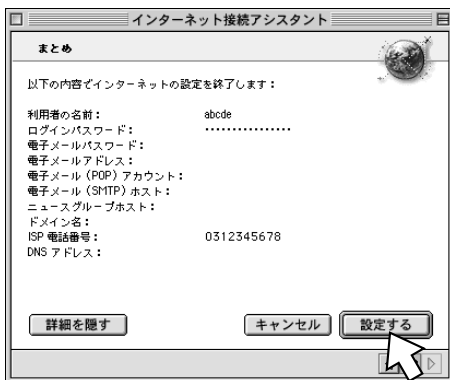 インターネット接続アシスタント
まとめ
以下の内容でインターネットの設定を終了します：
利用者の名前： abcde
ログインパスワード： ••••••••••••••••
電子メールパスワード：
電子メールアドレス：
電子メール（POP）アカウント：
電子メール（SMTP）ホスト：
ニュースグループホスト：
ドメイン名：
ISP 電話番号： 0312345678
DNS アドレス：
詳細を隠す キャンセル 設定する